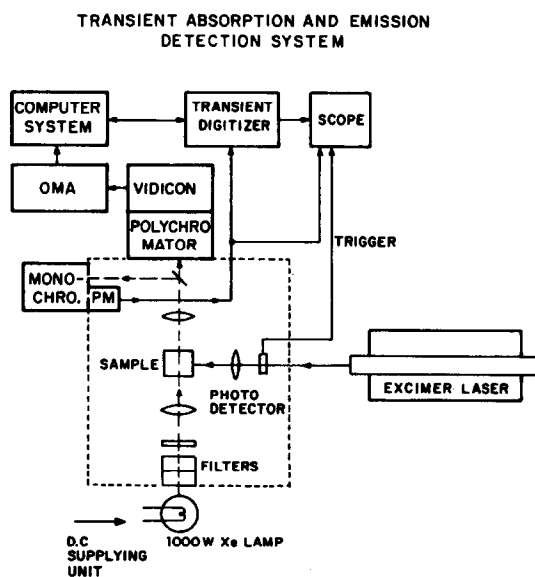 TRANSIENT ABSORPTION AND EMISSION
DETECTION SYSTEM
COMPUTER
SYSTEM
TRANSIENT
DIGITIZER
SCOPE
OMA
VIDICON
POLYCHRO
MATOR
TRIGGER
MONO-
CHRO.
PM
SAMPLE
PHOTO
DETECTOR
EXCIMER LASER
FILTERS
D.C
SUPPLYING
UNIT
1000W Xe LAMP